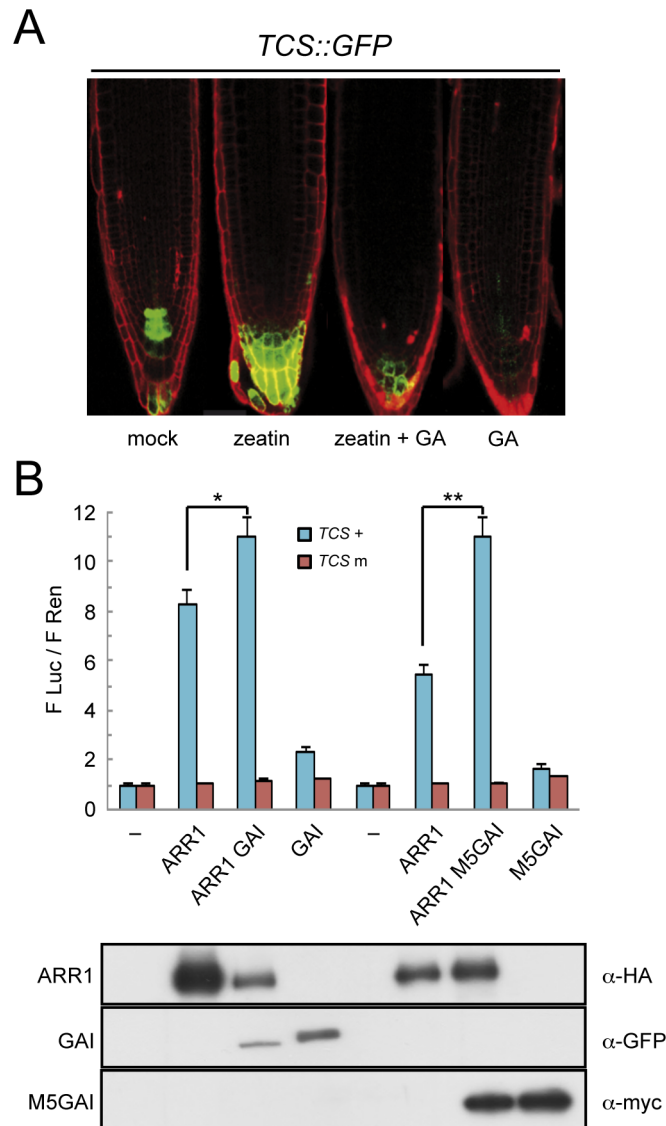 A
TCS::GFP
mock zeatin zeatin + GA GA
B
* **
12
10
8
6
4
2
0
F Luc / F Ren
TCS +
TCS m
– ARR1 ARR1 GAI GAI – ARR1 ARR1 M5GAI M5GAI
ARR1 α-HA
GAI α-GFP
M5GAI α-myc